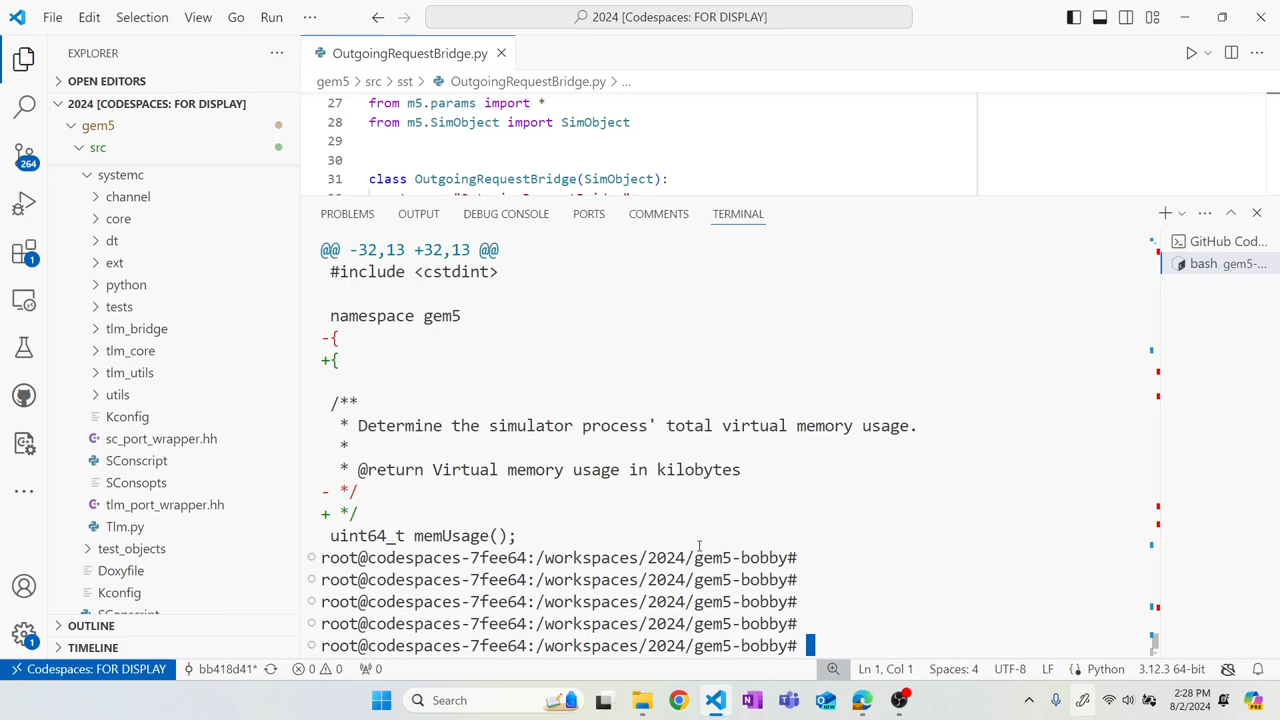 File Edit Selection View Go Run ··· 2024 [Codespaces: FOR DISPLAY]
EXPLORER ···
OPEN EDITORS
2024 [CODESPACES: FOR DISPLAY]
gem5
src
systemc
channel
core
dt
ext
python
tests
tlm_bridge
tlm_core
tlm_utils
utils
Kconfig
sc_port_wrapper.hh
SConscript
SConsopts
tlm_port_wrapper.hh
Tlm.py
test_objects
Doxyfile
Kconfig
SConscript
OUTLINE
TIMELINE
264
1
1
OutgoingRequestBridge.py
gem5 > src > sst > OutgoingRequestBridge.py > ...
27 from m5.params import *
28 from m5.SimObject import SimObject
29
30
31 class OutgoingRequestBridge(SimObject):
PROBLEMS OUTPUT DEBUG CONSOLE PORTS COMMENTS TERMINAL
GitHub Cod...
bash gem5-...
@@ -32,13 +32,13 @@
#include <cstdint>
namespace gem5
-{
+{
/**
* Determine the simulator process' total virtual memory usage.
*
* @return Virtual memory usage in kilobytes
- */
+ */
uint64_t memUsage();
root@codespaces-7fee64:/workspaces/2024/gem5-bobby#
root@codespaces-7fee64:/workspaces/2024/gem5-bobby#
root@codespaces-7fee64:/workspaces/2024/gem5-bobby#
root@codespaces-7fee64:/workspaces/2024/gem5-bobby#
root@codespaces-7fee64:/workspaces/2024/gem5-bobby#
Codespaces: FOR DISPLAY bb418d41* 0 0 0 Ln 1, Col 1 Spaces: 4 UTF-8 LF Python 3.12.3 64-bit
Search
2:28 PM
8/2/2024